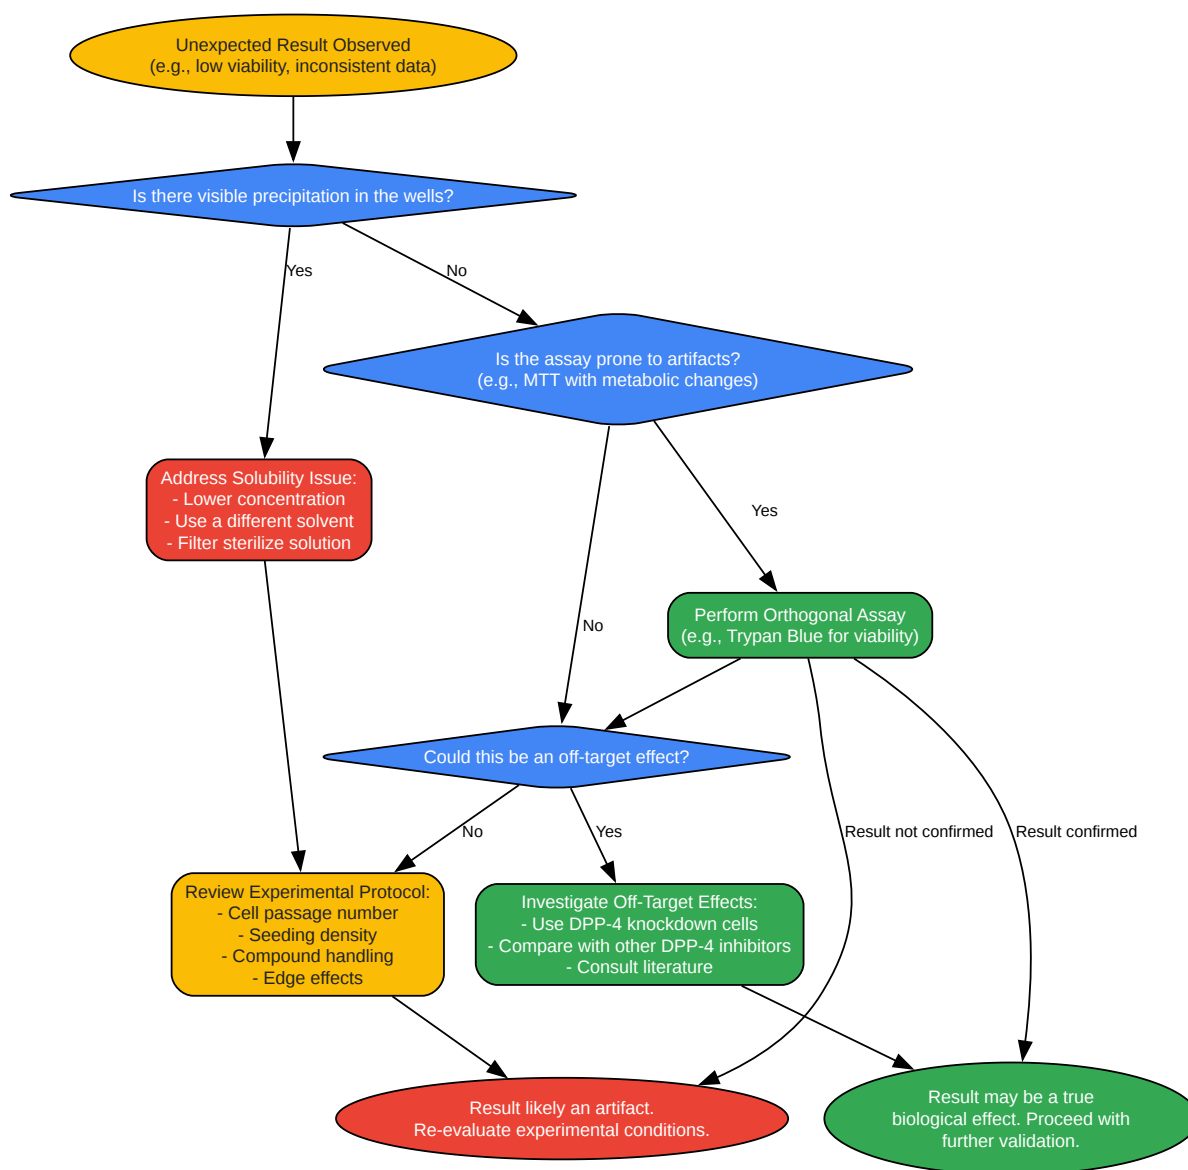 Unexpected Result Observed
(e.g., low viability, inconsistent data)
Is there visible precipitation in the wells?
Yes
No
Is the assay prone to artifacts?
(e.g., MTT with metabolic changes)
Address Solubility Issue:
- Lower concentration
- Use a different solvent
- Filter sterilize solution
Yes
No
Perform Orthogonal Assay
(e.g., Trypan Blue for viability)
Could this be an off-target effect?
No
Yes
Result not confirmed
Result confirmed
Review Experimental Protocol:
- Cell passage number
- Seeding density
- Compound handling
- Edge effects
Investigate Off-Target Effects:
- Use DPP-4 knockdown cells
- Compare with other DPP-4 inhibitors
- Consult literature
Result likely an artifact.
Re-evaluate experimental conditions.
Result may be a true
biological effect. Proceed with
further validation.